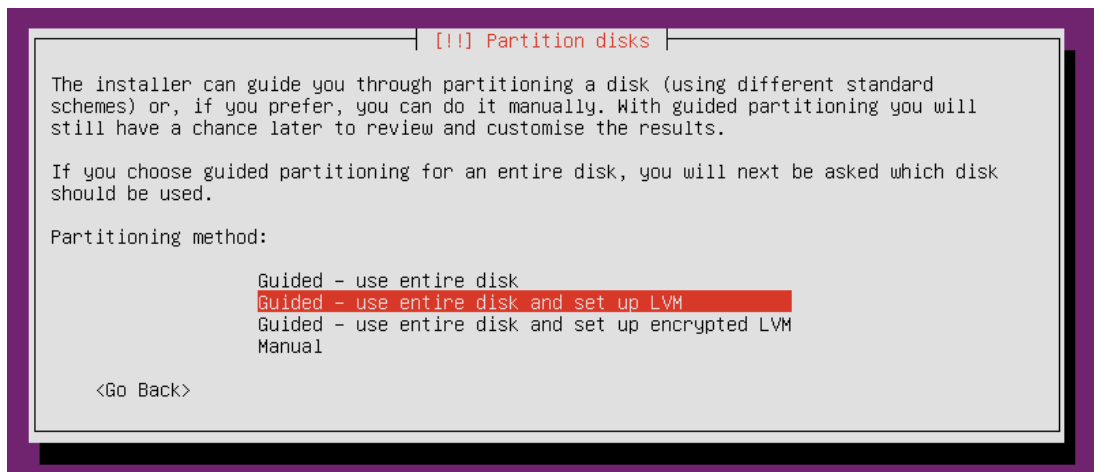 [!!] Partition disks
The installer can guide you through partitioning a disk (using different standard
schemes) or, if you prefer, you can do it manually. With guided partitioning you will
still have a chance later to review and customise the results.
If you choose guided partitioning for an entire disk, you will next be asked which disk
should be used.
Partitioning method:
Guided - use entire disk
Guided - use entire disk and set up LVM
Guided - use entire disk and set up encrypted LVM
Manual
<Go Back>